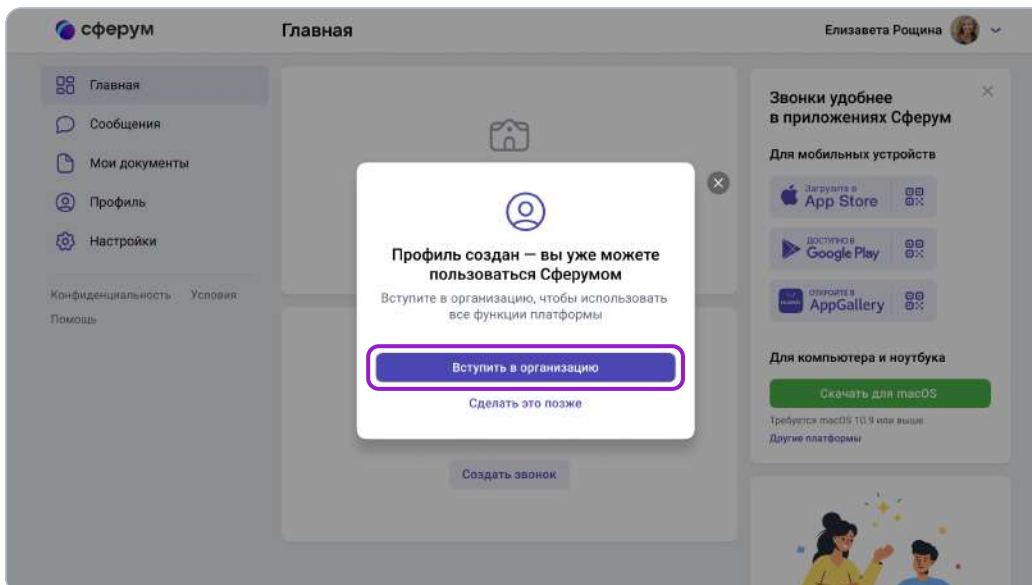 сферум
Главная
Елизавета Рощина
Главная
Сообщения
Мои документы
Профиль
Настройки
Конфиденциальность Условия
Помощь
Профиль создан — вы уже можете
пользоваться Сферумом
Вступите в организацию, чтобы использовать
все функции платформы
Вступить в организацию
Сделать это позже
Создать звонок
Звонки удобнее
в приложениях Сферум
Для мобильных устройств
Загрузите в
App Store
ДОСТУПНО В
Google Play
ОТКРОЙТЕ В
AppGallery
Для компьютера и ноутбука
Скачать для macOS
Требуется macOS 10.9 или выше
Другие платформы